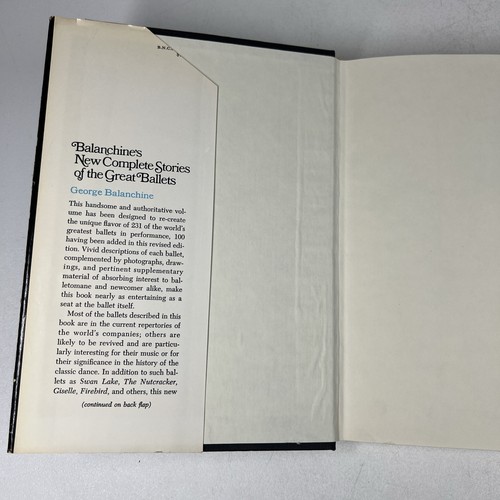 Balanchine's
New Complete Stories
of the Great Ballets
George Balanchine
This handsome and authoritative vol-
ume has been designed to re-create
the unique flavor of 231 of the world's
greatest ballets in performance, 100
having been added in this revised edi-
tion. Vivid descriptions of each ballet,
complemented by photographs, draw-
ings, and pertinent supplementary
material of absorbing interest to bal-
letomane and newcomer alike, make
this book nearly as entertaining as a
seat at the ballet itself.
Most of the ballets described in this
book are in the current repertories of
the world's companies; others are
likely to be revived and are particu-
larly interesting for their music or for
their significance in the history of the
classic dance. In addition to such bal-
lets as Swan Lake, The Nutcracker,
Giselle, Firebird, and others, this new
(continued on back flap)